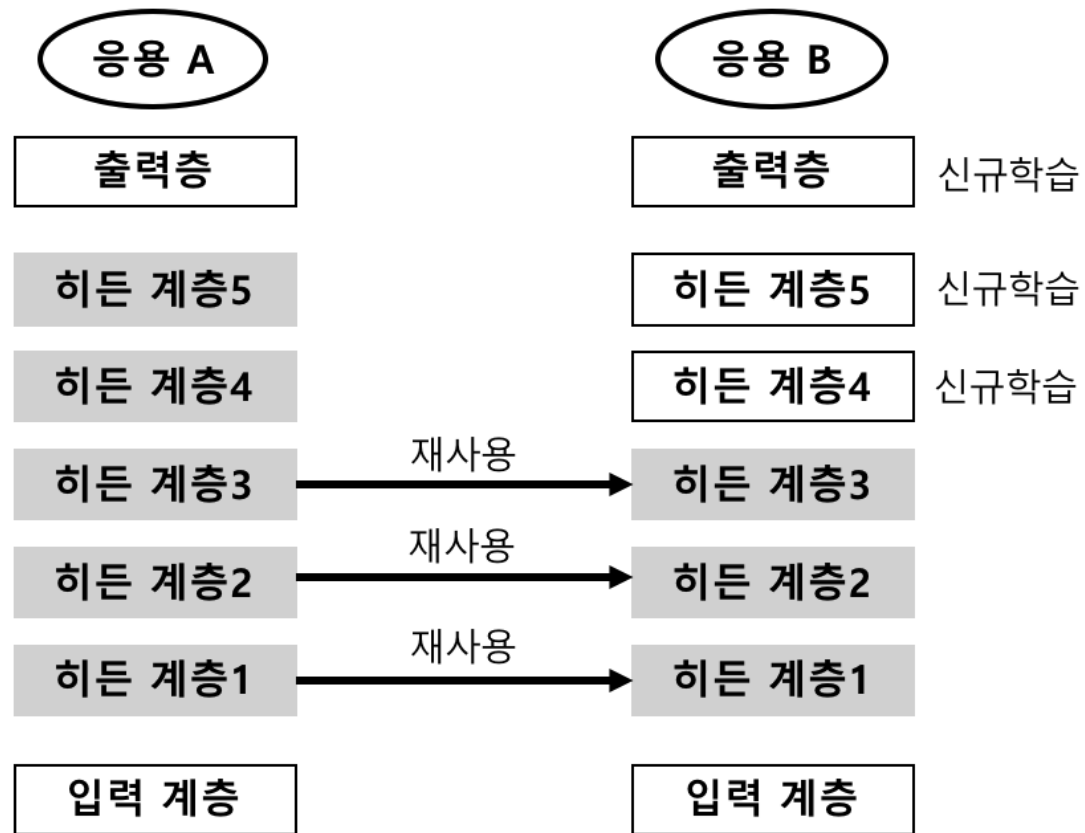 응용 A
응용 B
출력층
출력층
신규학습
히든 계층5
히든 계층5
신규학습
히든 계층4
히든 계층4
신규학습
히든 계층3
재사용
히든 계층3
히든 계층2
재사용
히든 계층2
히든 계층1
재사용
히든 계층1
입력 계층
입력 계층